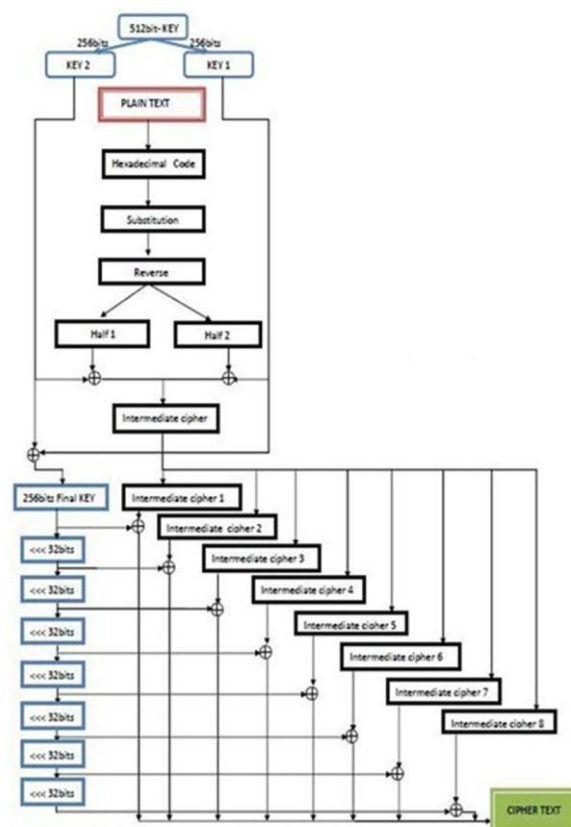 512bit- KEY
256bits
256bits
KEY 2
KEY 1
PLAIN TEXT
Hexadecimal Code
Substitution
Reverse
Half 1
Half 2
Intermediate cipher
256bits Final KEY
Intermediate cipher 1
Intermediate cipher 2
<<< 32bits
Intermediate cipher 3
<<< 32bits
Intermediate cipher 4
<<< 32bits
Intermediate cipher 5
<<< 32bits
Intermediate cipher 6
<<< 32bits
Intermediate cipher 7
<<< 32bits
Intermediate cipher 8
<<< 32bits
CIPHER TEXT